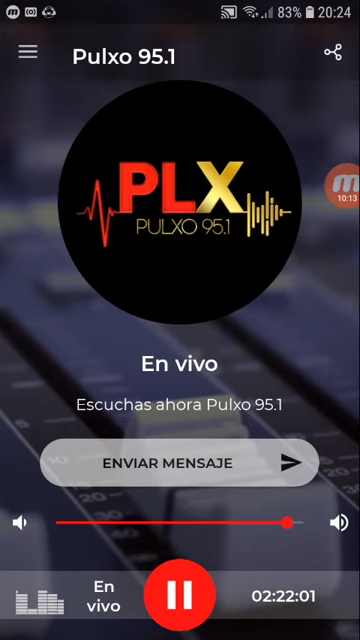 83% 20:24
Pulxo 95.1
PLX
PULXO 95.1
10:13
En vivo
Escuchas ahora Pulxo 95.1
ENVIAR MENSAJE
En
vivo
02:22:01